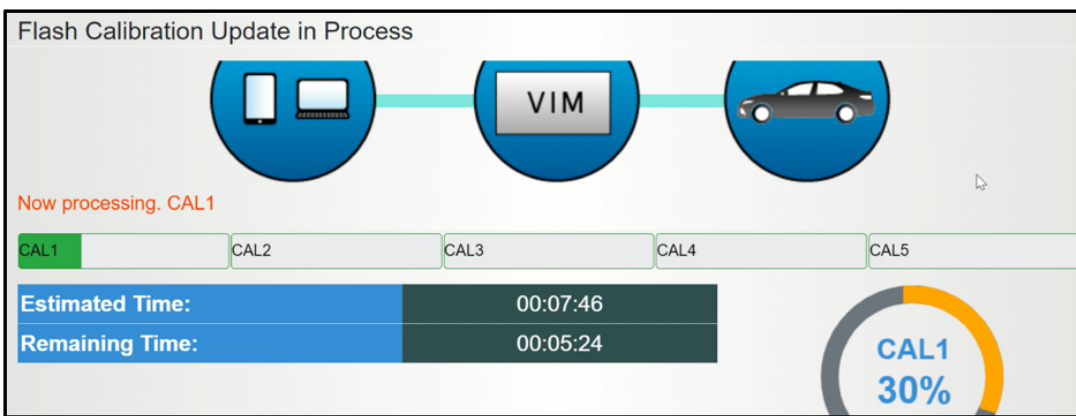 Flash Calibration Update in Process
VIM
Now processing. CAL1
CAL1
CAL2
CAL3
CAL4
CAL5
Estimated Time: 00:07:46
Remaining Time: 00:05:24
CAL1
30%